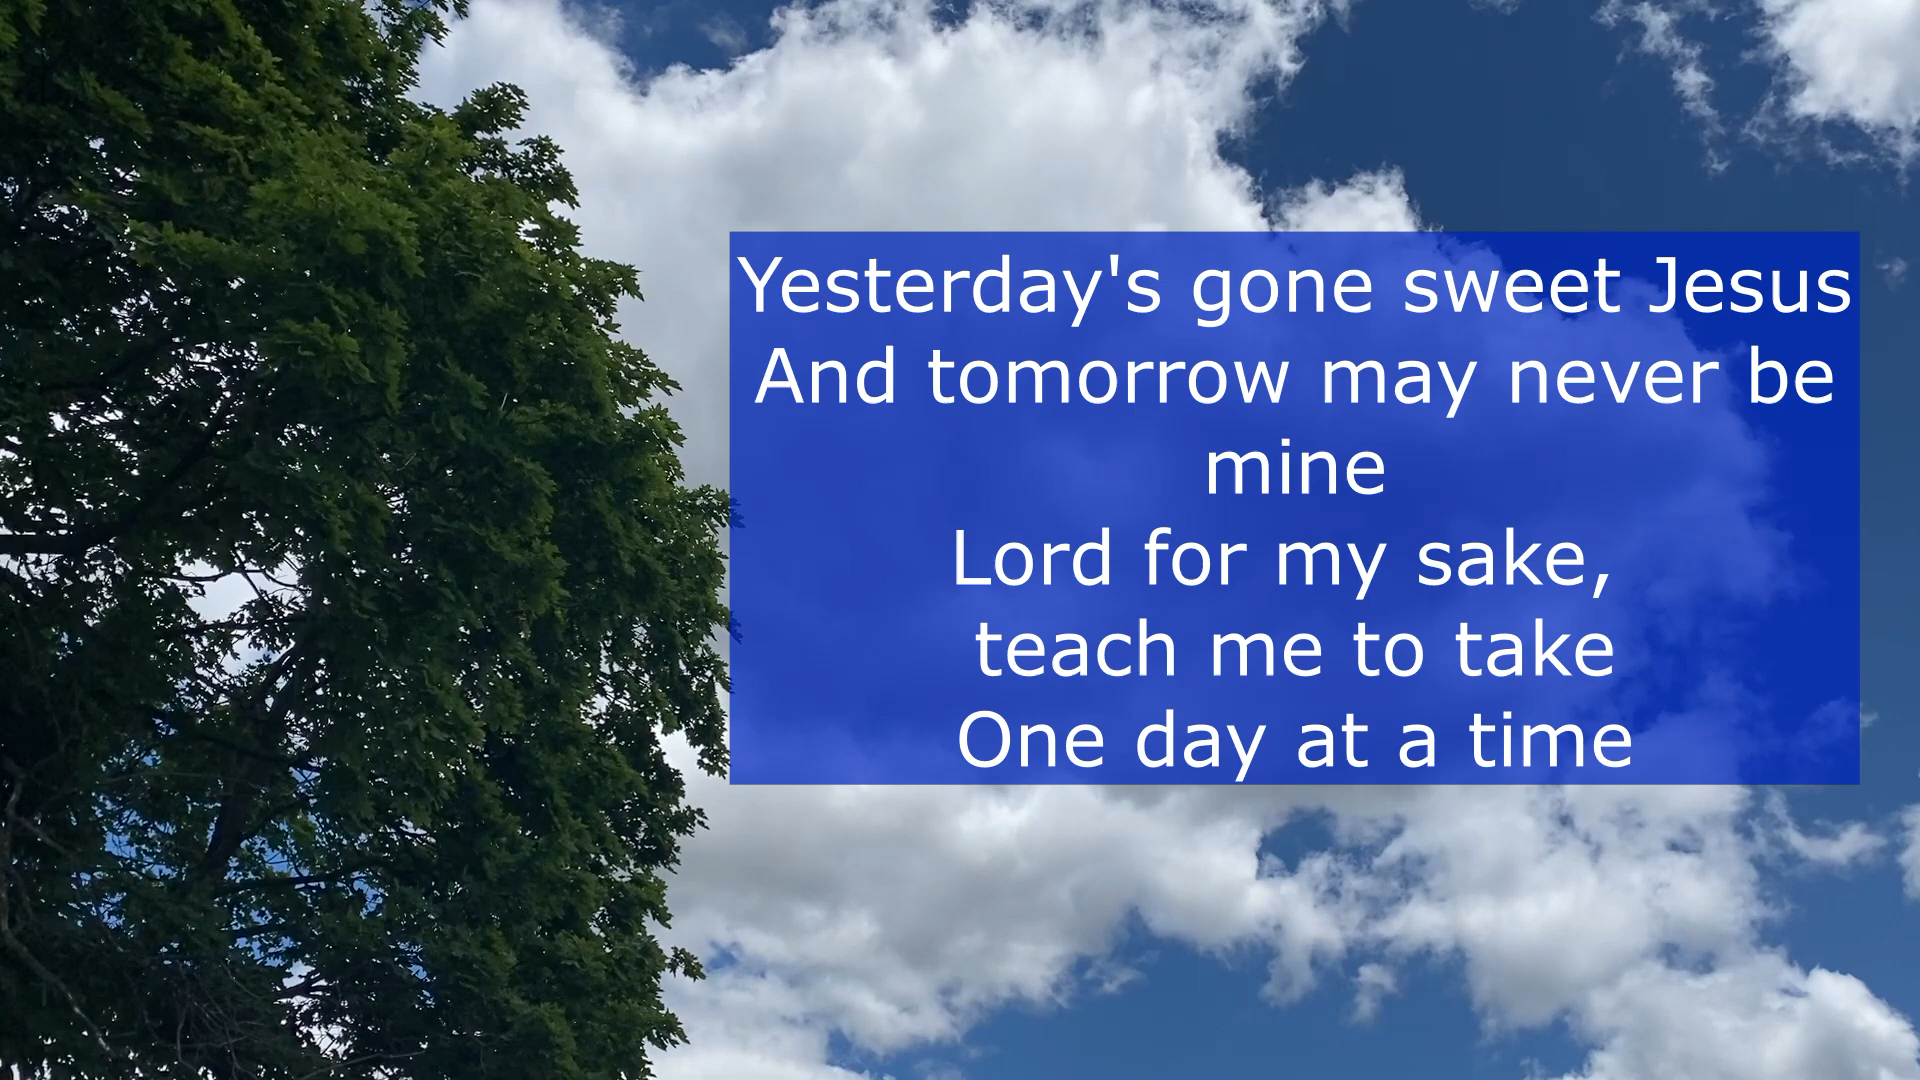 Yesterday's gone sweet Jesus
And tomorrow may never be
mine
Lord for my sake,
teach me to take
One day at a time